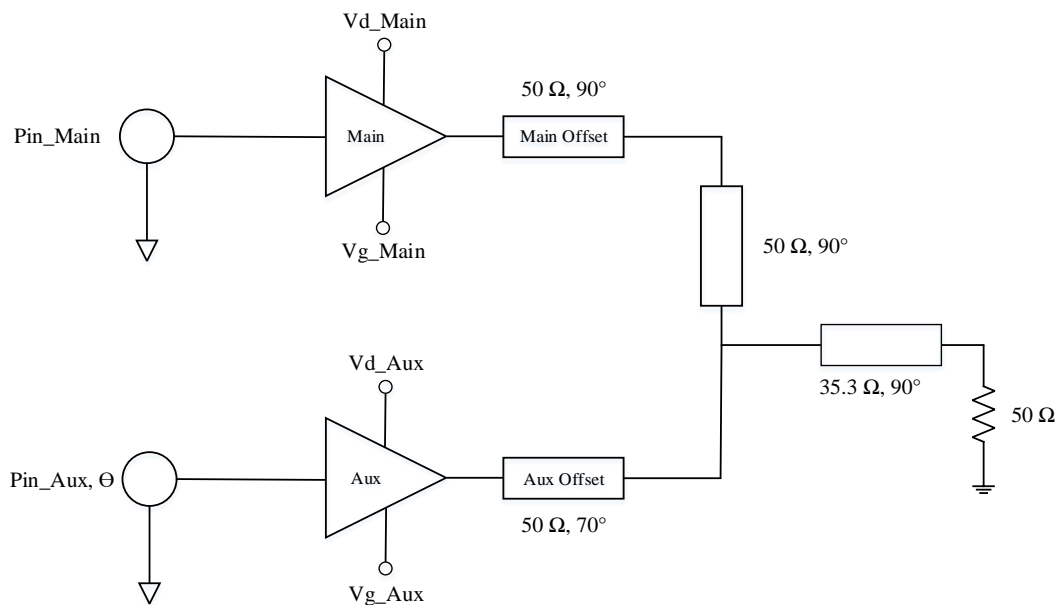 Vd_Main
50 Ω, 90°
Pin_Main
Main
Main Offset
Vg_Main
50 Ω, 90°
Vd_Aux
35.3 Ω, 90°
50 Ω
Pin_Aux, Ө
Aux
Aux Offset
50 Ω, 70°
Vg_Aux